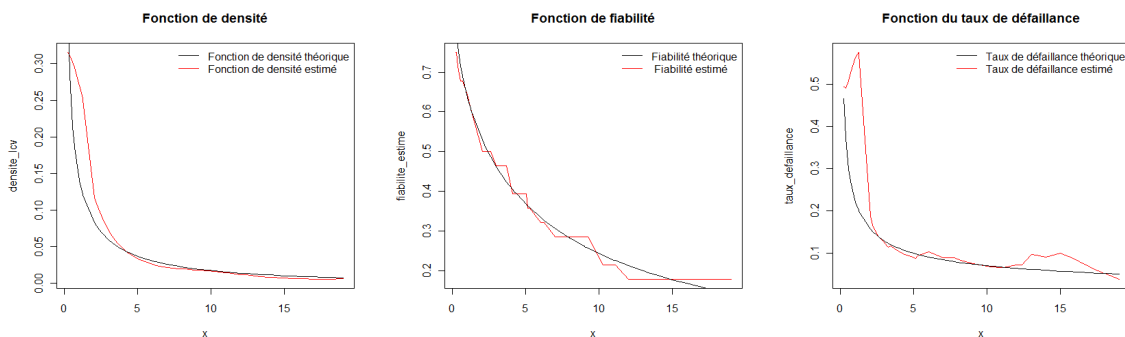 Fonction de densité
densite_lcv
0.00 0.05 0.10 0.15 0.20 0.25 0.30
Fonction de densité théorique
Fonction de densité estimé
0 5 10 15
x
Fonction de fiabilité
fiabilite_estime
0.2 0.3 0.4 0.5 0.6 0.7
Fiabilité théorique
Fiabilité estimé
0 5 10 15
x
Fonction du taux de défaillance
taux_defaillance
0.1 0.2 0.3 0.4 0.5
Taux de défaillance théorique
Taux de défaillance estimé
0 5 10 15
x